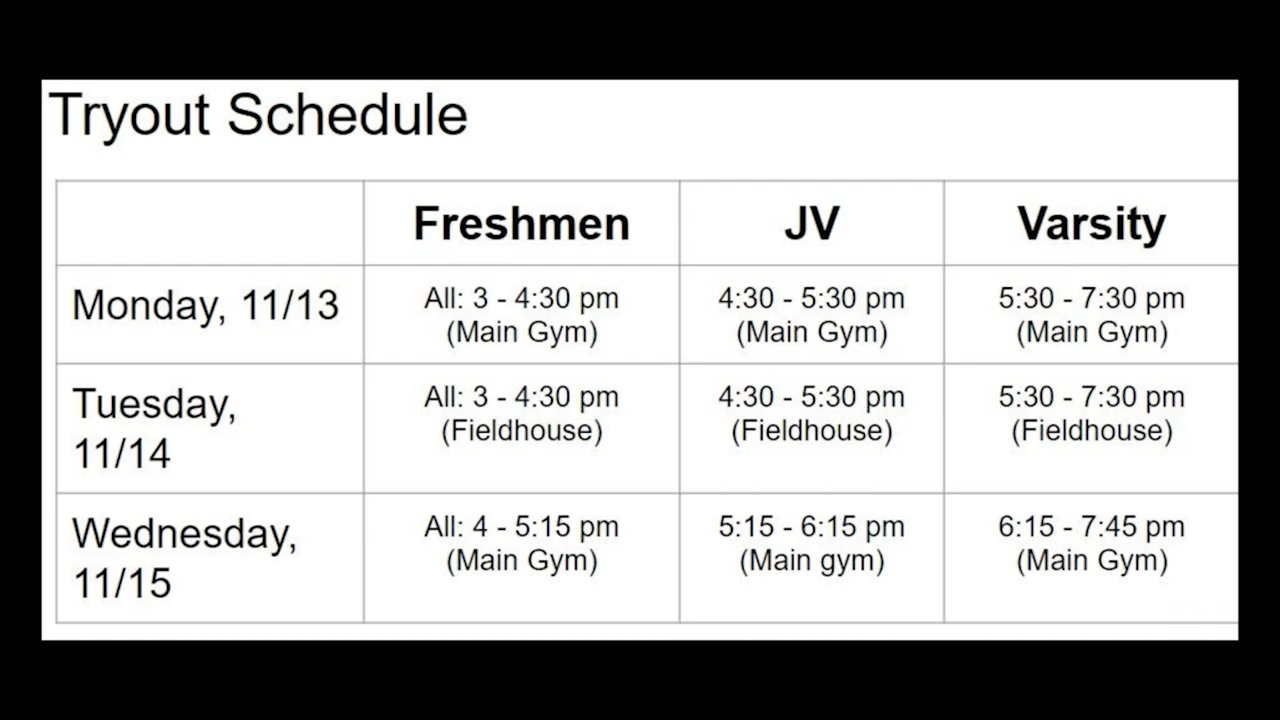 Tryout Schedule
Freshmen JV Varsity
Monday, 11/13 All: 3 - 4:30 pm 4:30 - 5:30 pm 5:30 - 7:30 pm
(Main Gym) (Main Gym) (Main Gym)
Tuesday, All: 3 - 4:30 pm 4:30 - 5:30 pm 5:30 - 7:30 pm
11/14 (Fieldhouse) (Fieldhouse) (Fieldhouse)
Wednesday, All: 4 - 5:15 pm 5:15 - 6:15 pm 6:15 - 7:45 pm
11/15 (Main Gym) (Main gym) (Main Gym)